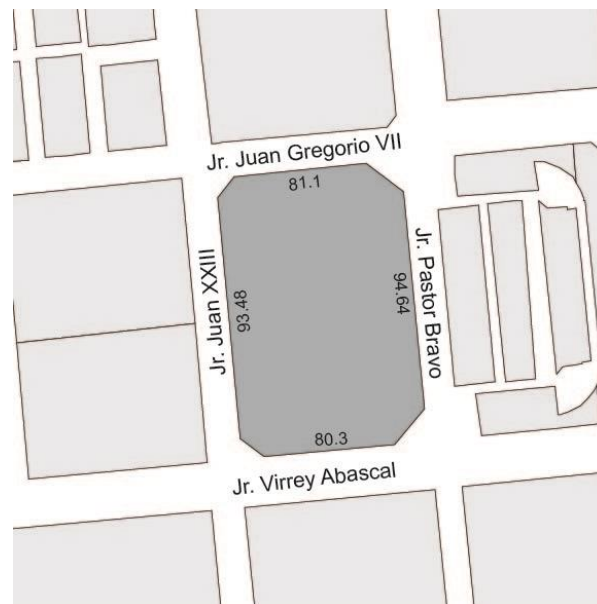 Jr. Juan Gregorio VII
81.1
Jr. Juan XXIII
93.48
94.64
Jr. Pastor Bravo
80.3
Jr. Virrey Abascal